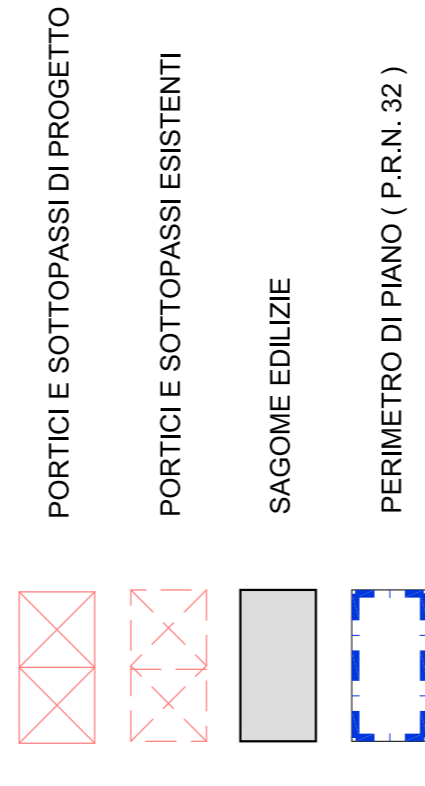 PORTICI E SOTTOPASSI DI PROGETTO
PORTICI E SOTTOPASSI ESISTENTI
SAGOME EDILIZIE
PERIMETRO DI PIANO ( P.R.N. 32 )